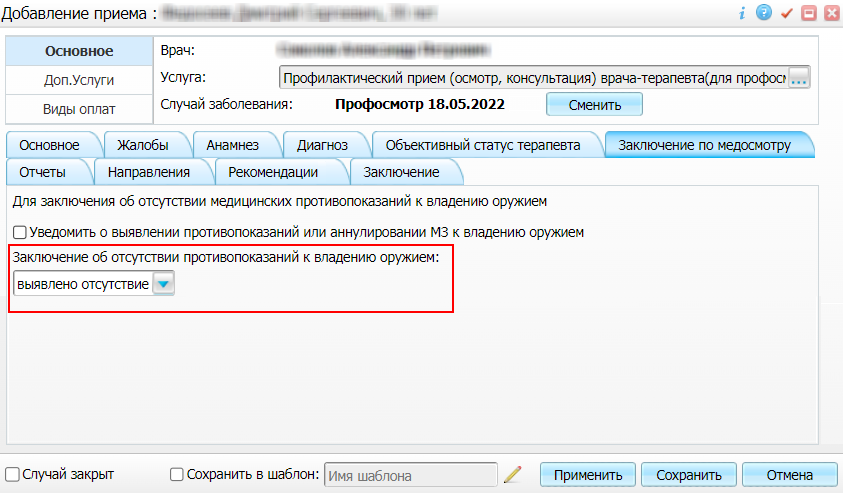 Добавление приема :
Основное
Доп.Услуги
Виды оплат
Врач:
Услуга: Профилактический прием (осмотр, консультация) врача-терапевта(для профосм ...
Случай заболевания: Профосмотр 18.05.2022 Сменить
Основное Жалобы Анамнез Диагноз Объективный статус терапевта Заключение по медосмотру
Отчеты Направления Рекомендации Заключение
Для заключения об отсутствии медицинских противопоказаний к владению оружием
Уведомить о выявлении противопоказаний или аннулировании МЗ к владению оружием
Заключение об отсутствии противопоказаний к владению оружием:
выявлено отсутствие
Случай закрыт Сохранить в шаблон: Имя шаблона Применить Сохранить Отмена